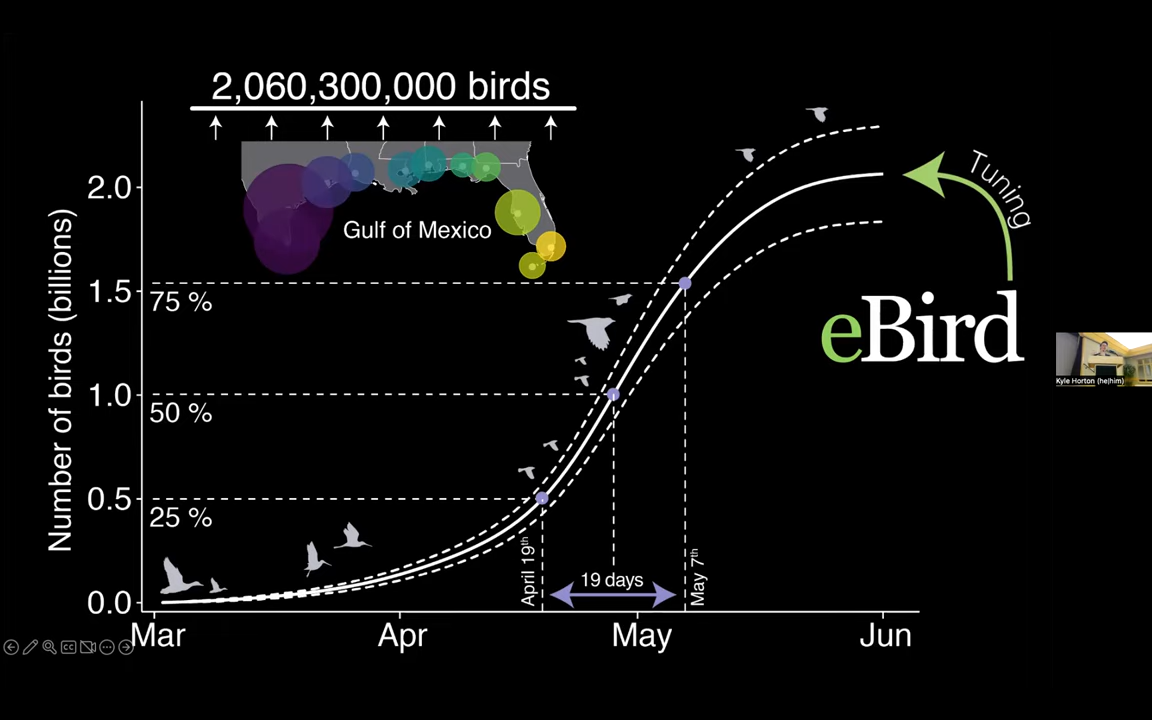 2,060,300,000 birds
Gulf of Mexico
Tuning
eBird
Number of birds (billions)
2.0
1.5
1.0
0.5
0.0
75 %
50 %
25 %
April 19th
19 days
May 7th
Mar
Apr
May
Jun
Kyle Horton (he|him)
CC